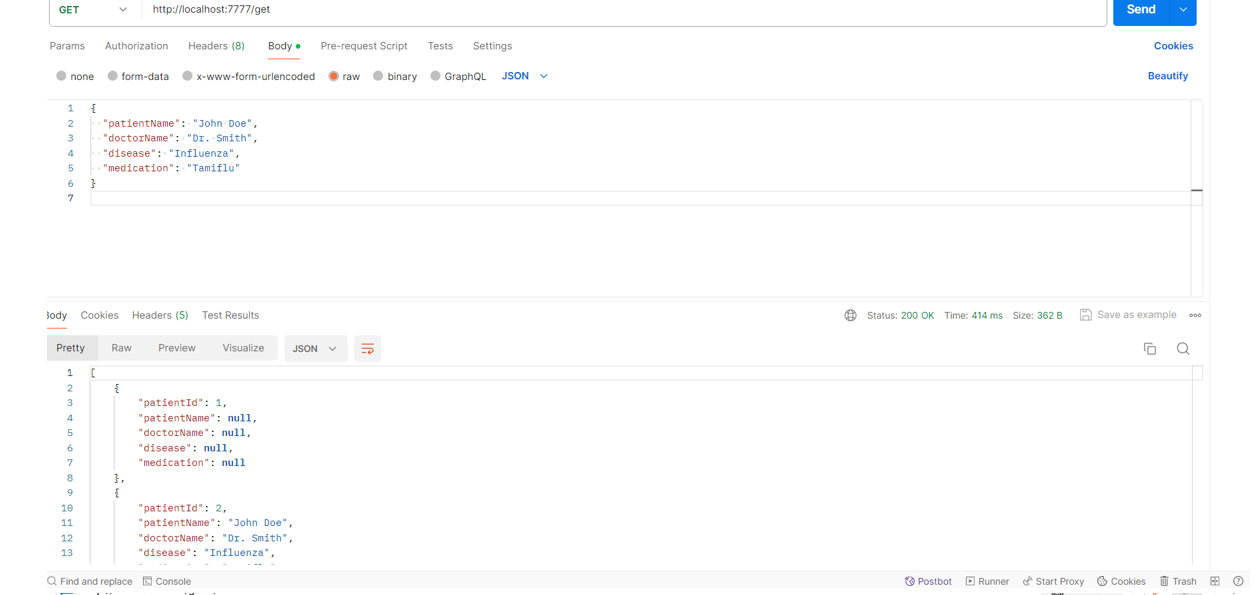 GET http://localhost:7777/get Send
Params Authorization Headers (8) Body Pre-request Script Tests Settings Cookies
none form-data x-www-form-urlencoded raw binary GraphQL JSON Beautify
1 {
2 "patientName": "John Doe",
3 "doctorName": "Dr. Smith",
4 "disease": "Influenza",
5 "medication": "Tamiflu"
6 }
7
Body Cookies Headers (5) Test Results Status: 200 OK Time: 414 ms Size: 362 B Save as example
Pretty Raw Preview Visualize JSON
1 [
2 {
3 "patientId": 1,
4 "patientName": null,
5 "doctorName": null,
6 "disease": null,
7 "medication": null
8 },
9 {
10 "patientId": 2,
11 "patientName": "John Doe",
12 "doctorName": "Dr. Smith",
13 "disease": "Influenza",
Find and replace Console Postbot Runner Start Proxy Cookies Trash